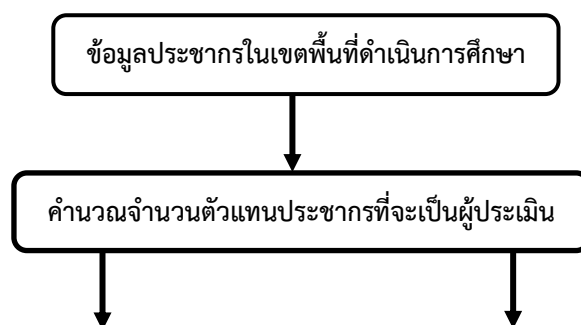 ข้อมูลประชากรในเขตพื้นที่ดำเนินการศึกษา
คำนวณจำนวนตัวแทนประชากรที่จะเป็นผู้ประเมิน